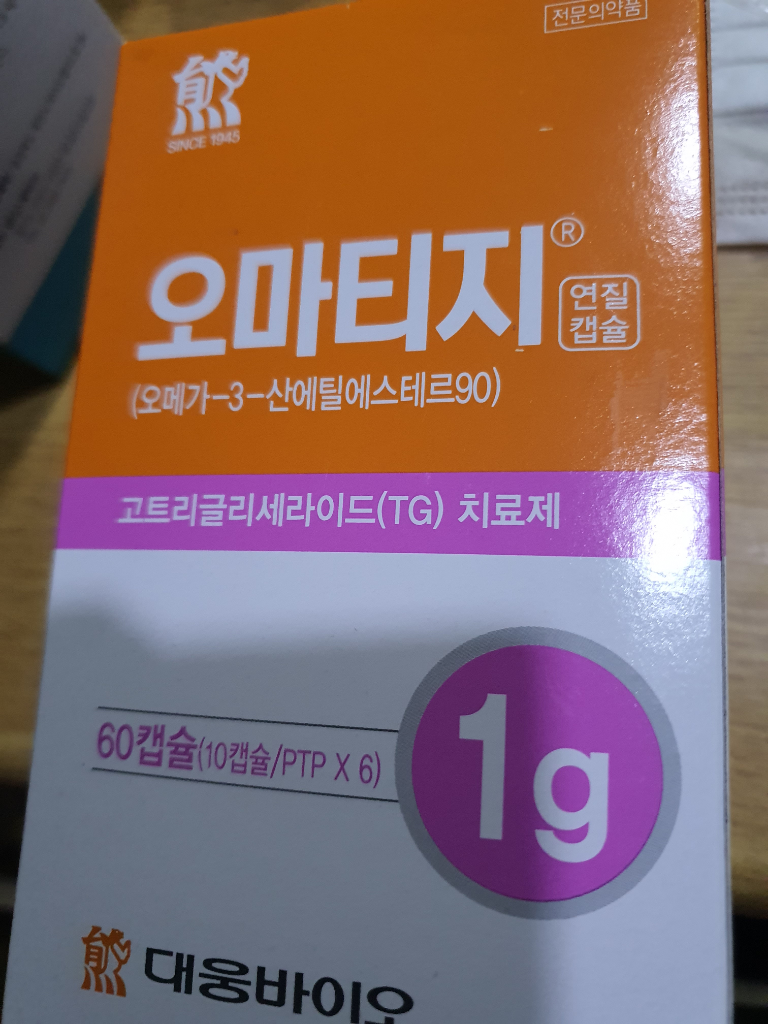 전문의약품
SINCE 1945
오마티지®
연질
캡슐
(오메가-3-산에틸에스테르90)
고트리글리세라이드(TG) 치료제
1g
60캡슐(10캡슐/PTP X 6)
대웅바이오